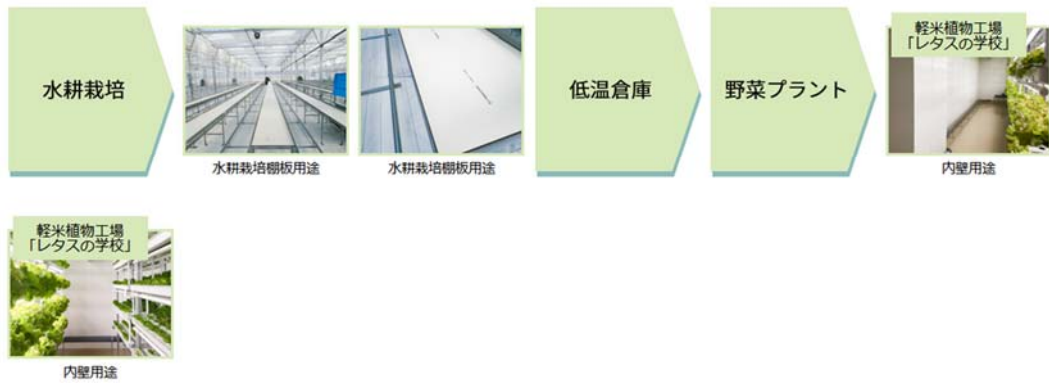 水耕栽培
水耕栽培棚板用途
水耕栽培棚板用途
低温倉庫
野菜プラント
軽米植物工場
「レタスの学校」
内壁用途
軽米植物工場
「レタスの学校」
内壁用途